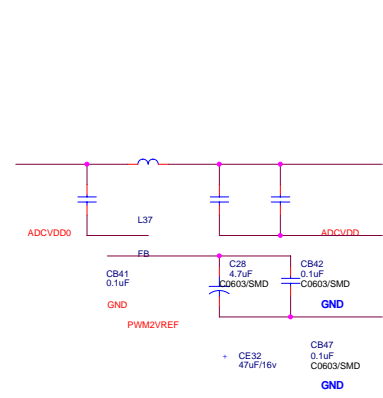 L37
ADCVDD0
ADCVDD
FB
C28
4.7uF
C0603/SMD
CB42
0.1uF
C0603/SMD
CB41
0.1uF
GND
GND
PWM2VREF
+ CE32
47uF/16v
CB47
0.1uF
C0603/SMD
GND